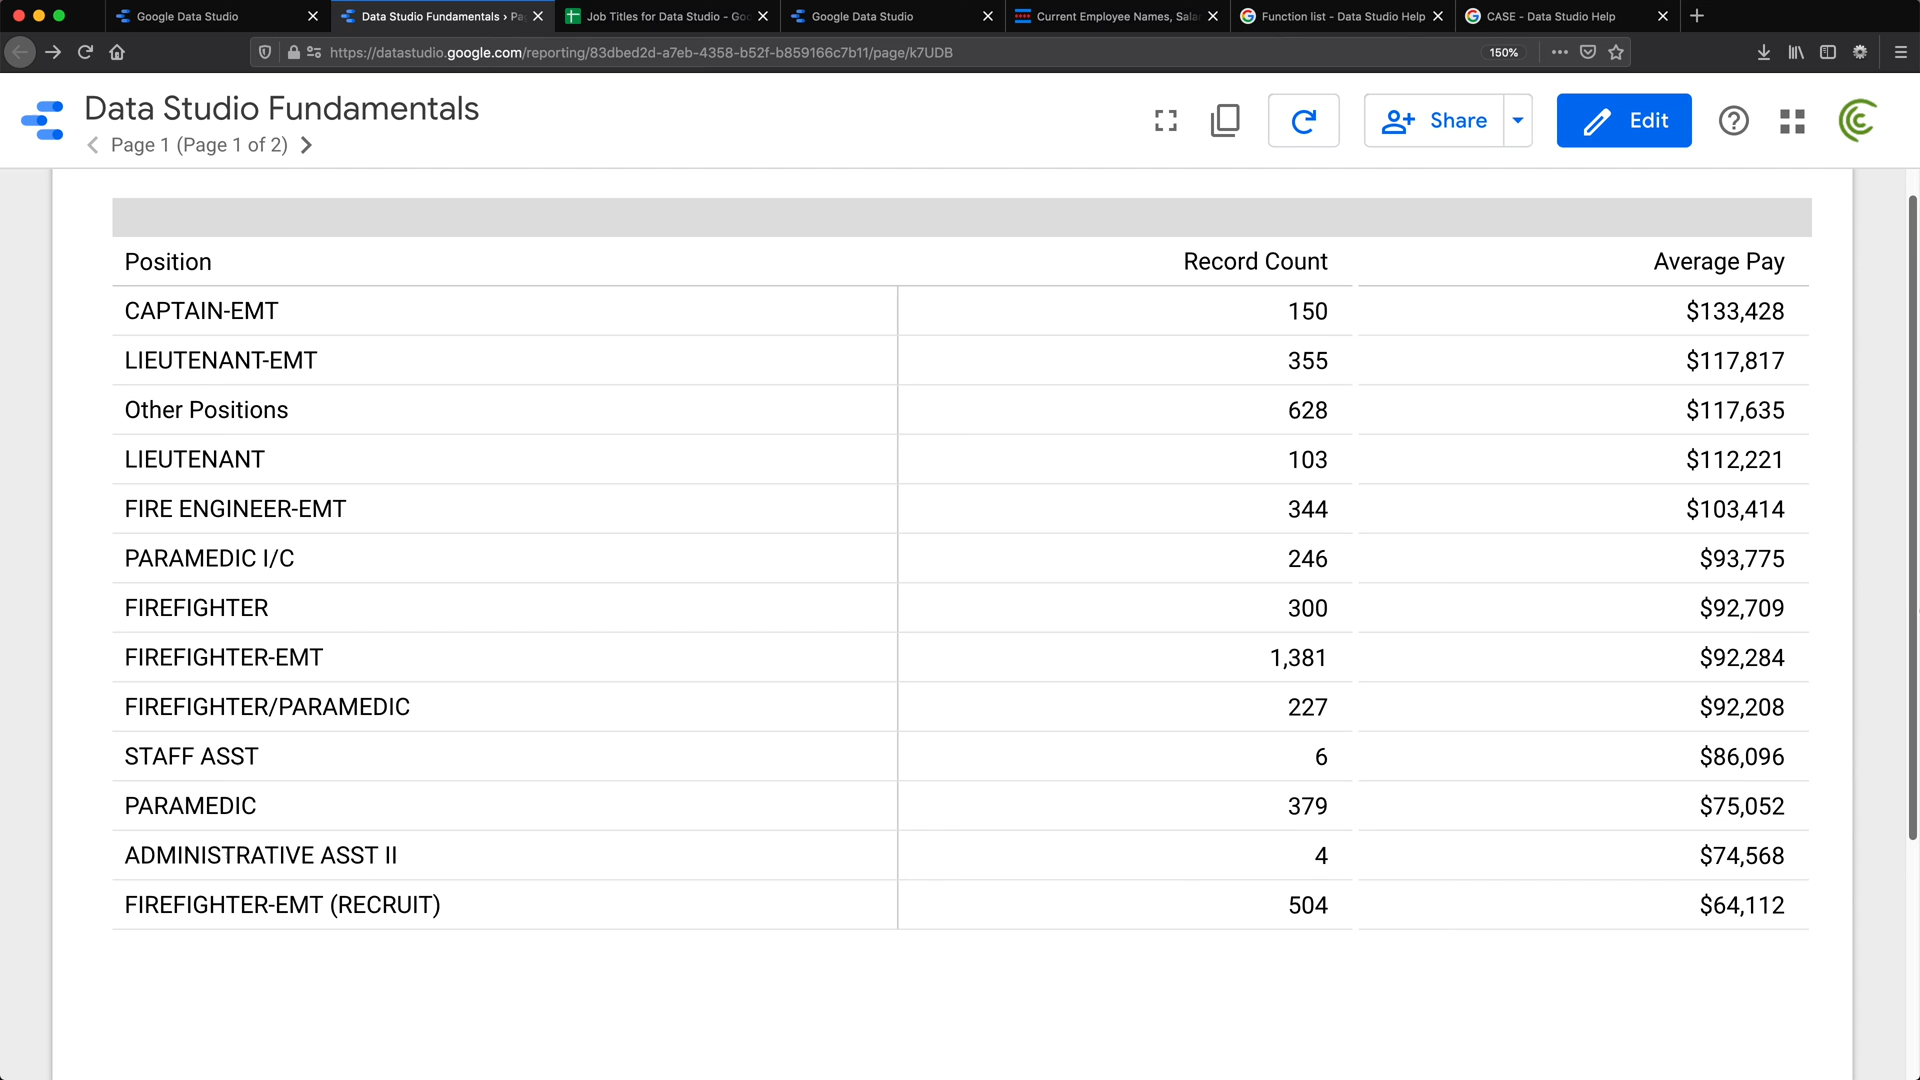 Google Data Studio
Data Studio Fundamentals › Pa
Job Titles for Data Studio - Goo
Google Data Studio
Current Employee Names, Sala
Function list - Data Studio Help
CASE - Data Studio Help
https://datastudio.google.com/reporting/83dbed2d-a7eb-4358-b52f-b859166c7b11/page/k7UDB
150%
Data Studio Fundamentals
Page 1 (Page 1 of 2)
Share
Edit
Position Record Count Average Pay
CAPTAIN-EMT 150 $133,428
LIEUTENANT-EMT 355 $117,817
Other Positions 628 $117,635
LIEUTENANT 103 $112,221
FIRE ENGINEER-EMT 344 $103,414
PARAMEDIC I/C 246 $93,775
FIREFIGHTER 300 $92,709
FIREFIGHTER-EMT 1,381 $92,284
FIREFIGHTER/PARAMEDIC 227 $92,208
STAFF ASST 6 $86,096
PARAMEDIC 379 $75,052
ADMINISTRATIVE ASST II 4 $74,568
FIREFIGHTER-EMT (RECRUIT) 504 $64,112